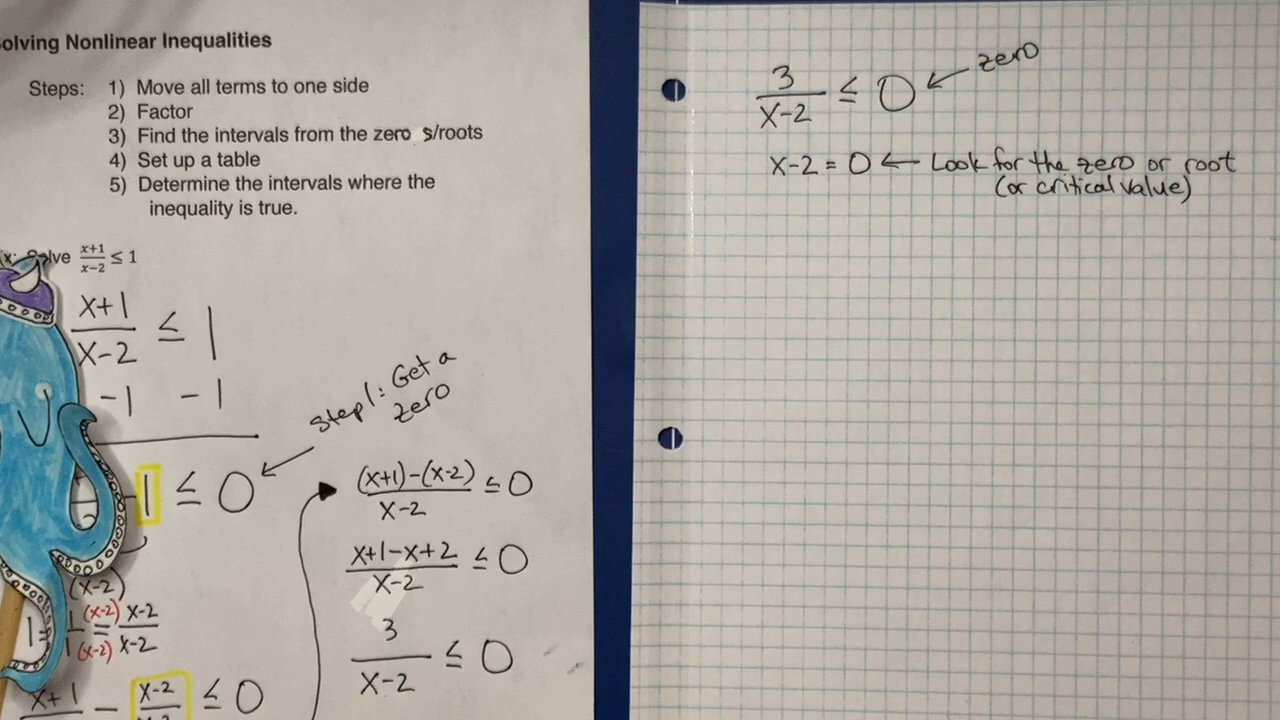 olving Nonlinear Inequalities
Steps: 1) Move all terms to one side
2) Factor
3) Find the intervals from the zero s/roots
4) Set up a table
5) Determine the intervals where the
inequality is true.
x: Solve x+1/x-2 ≤ 1
x+1/x-2 ≤ 1
-1 -1
-1 ≤ 0
Step 1: Get a
zero
(x-2)
1 = 1(x-2)/1(x-2) = x-2/x-2
x+1 - x-2 ≤ 0
(x+1)-(x-2)/x-2 ≤ 0
x+1-x+2/x-2 ≤ 0
3/x-2 ≤ 0
3/x-2 ≤ 0 ← zero
x-2 = 0 ← Look for the zero or root
(or critical value)